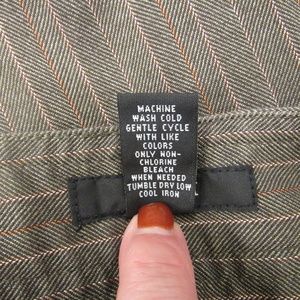 MACHINE
WASH COLD
GENTLE CYCLE
WITH LIKE
COLORS
ONLY NON-
CHLORINE
BLEACH
WHEN NEEDED
TUMBLE DRY LOW
COOL IRON